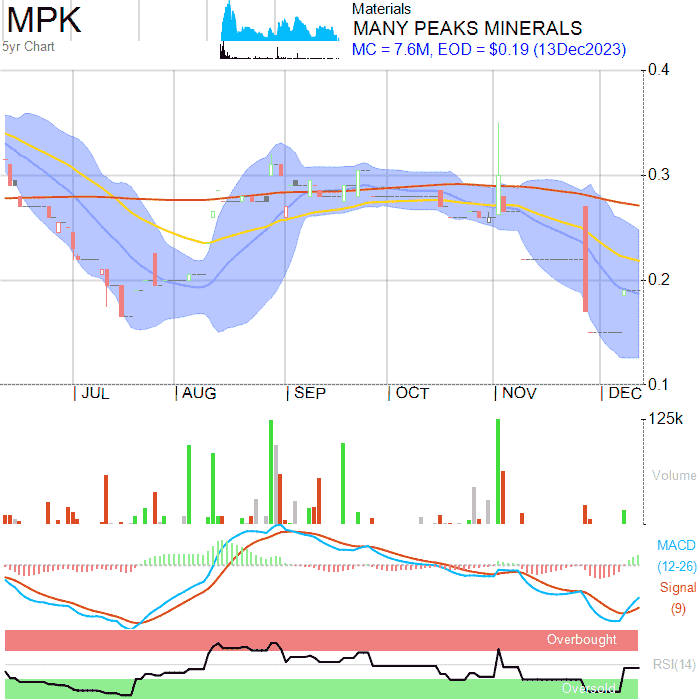 MPK
5yr Chart
Materials
MANY PEAKS MINERALS
MC = 7.6M, EOD = $0.19 (13Dec2023)
0.4
0.3
0.2
0.1
JUL AUG SEP OCT NOV DEC
125k
Volume
MACD
(12-26)
Signal
(9)
Overbought
RSI(14)
Oversold